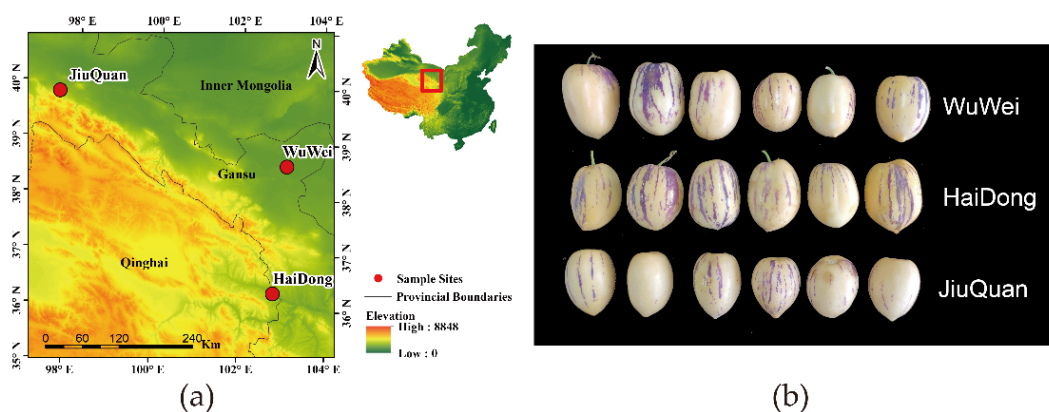 98° E 100° E 102° E 104° E
N
JiuQuan
Inner Mongolia
WuWei
Gansu
Qinghai
HaiDong
0 60 120 240
Km
40° N
39° N
38° N
37° N
36° N
35° N
40° N
39° N
38° N
37° N
36° N
98° E 100° E 102° E 104° E
Sample Sites
Provincial Boundaries
Elevation
High : 8848
Low : 0
(a)
WuWei
HaiDong
JiuQuan
(b)